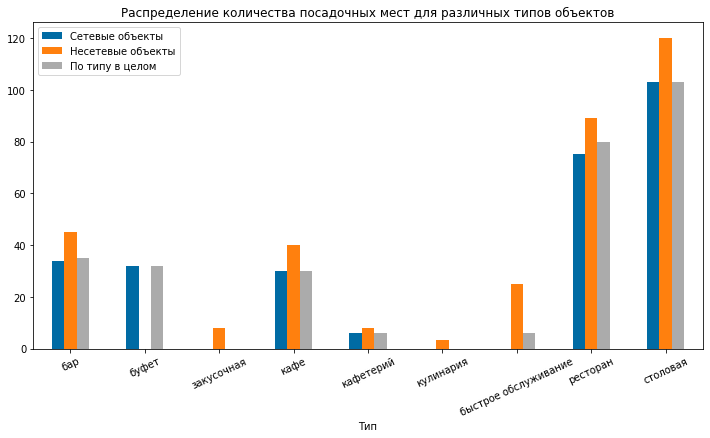 Распределение количества посадочных мест для различных типов объектов
Сетевые объекты
Несетевые объекты
По типу в целом
120
100
80
60
40
20
0
бар
буфет
закусочная
кафе
кафетерий
кулинария
быстрое обслуживание
ресторан
столовая
Тип